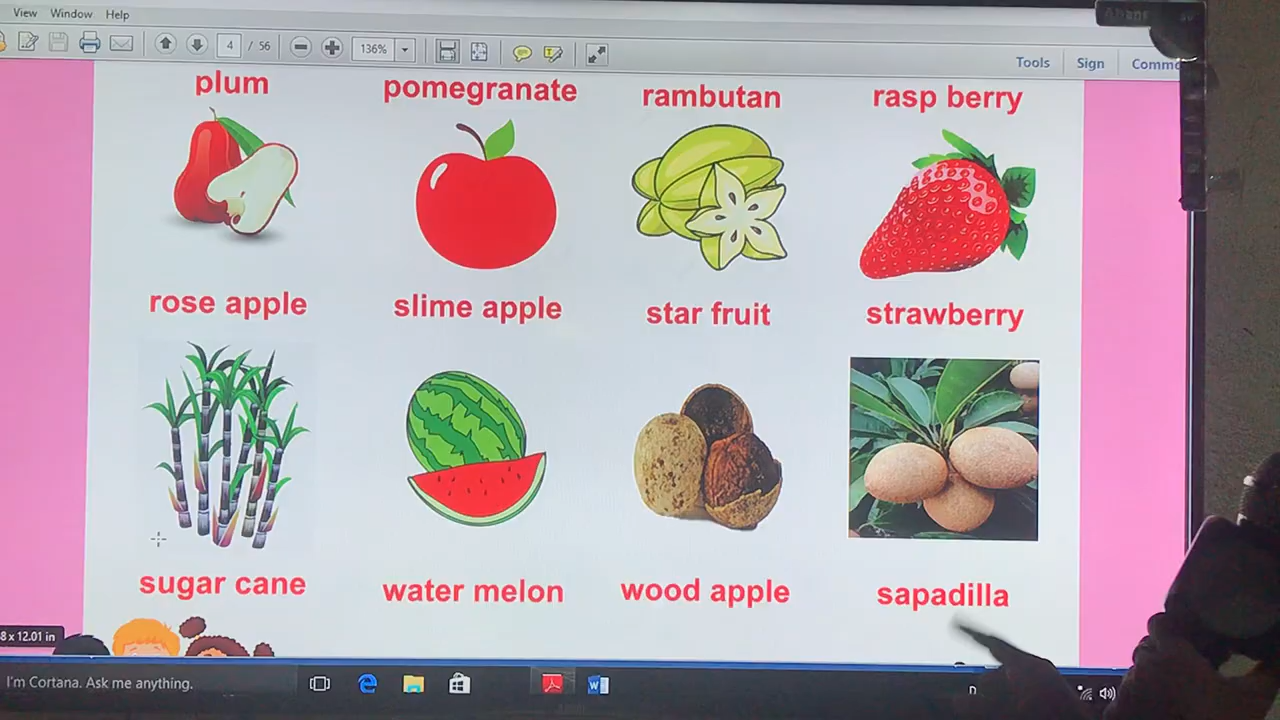 View Window Help
4 / 56
136%
Tools Sign Comme
plum pomegranate rambutan rasp berry
rose apple slime apple star fruit strawberry
sugar cane water melon wood apple sapadilla
8 x 12.01 in
I'm Cortana. Ask me anything.